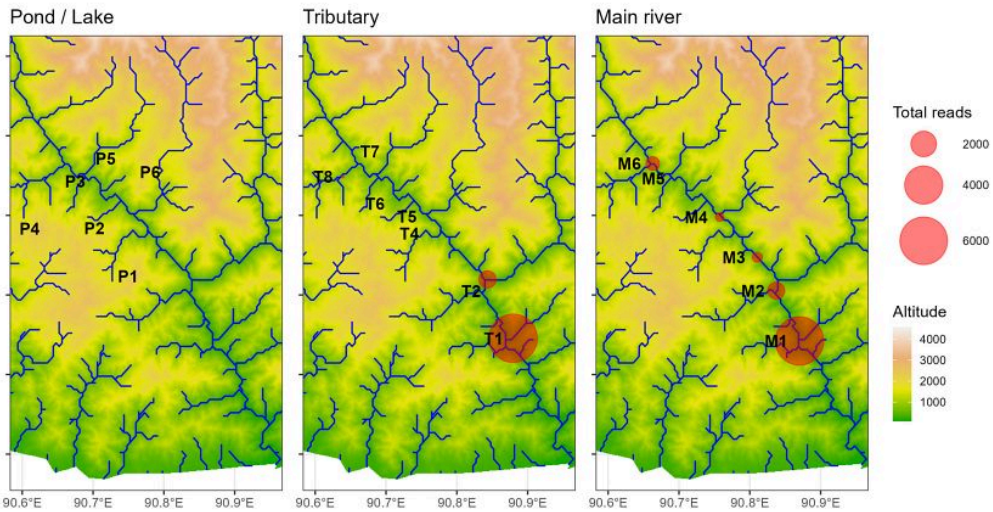 Pond / Lake
Tributary
Main river
P5
P3
P6
P4
P2
P1
T7
T8
T6
T5
T4
T2
T1
M6
M5
M4
M3
M2
M1
Total reads
2000
4000
6000
Altitude
4000
3000
2000
1000
90.6°E 90.7°E 90.8°E 90.9°E
90.6°E 90.7°E 90.8°E 90.9°E
90.6°E 90.7°E 90.8°E 90.9°E